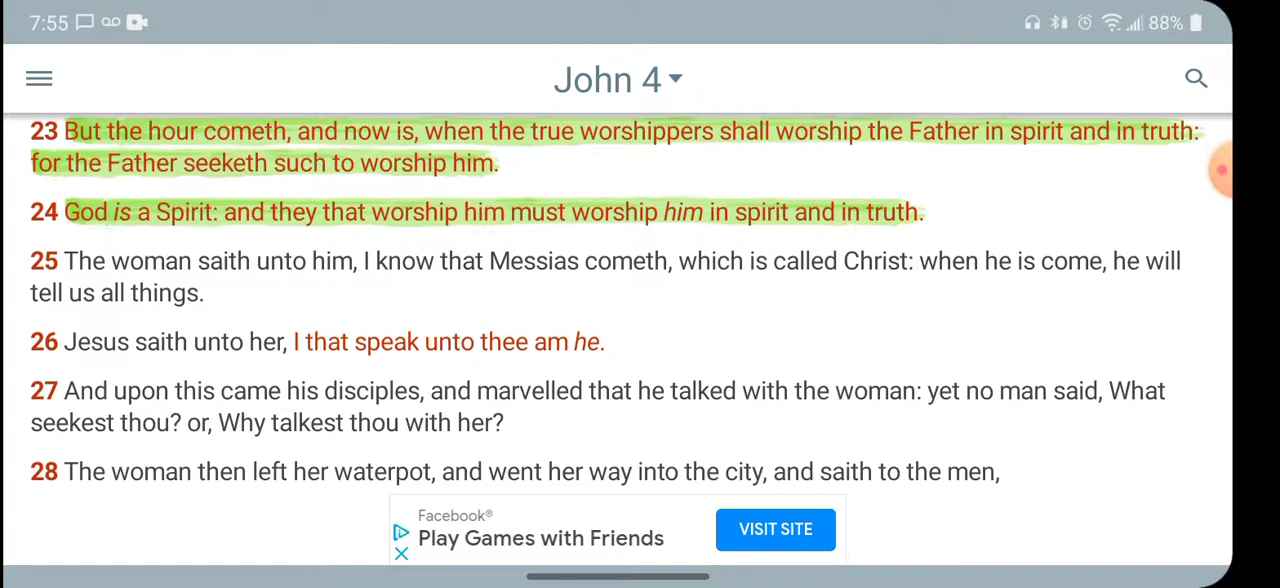 7:55 88%
John 4
23 But the hour cometh, and now is, when the true worshippers shall worship the Father in spirit and in truth:
for the Father seeketh such to worship him.
24 God is a Spirit: and they that worship him must worship him in spirit and in truth.
25 The woman saith unto him, I know that Messias cometh, which is called Christ: when he is come, he will
tell us all things.
26 Jesus saith unto her, I that speak unto thee am he.
27 And upon this came his disciples, and marvelled that he talked with the woman: yet no man said, What
seekest thou? or, Why talkest thou with her?
28 The woman then left her waterpot, and went her way into the city, and saith to the men,
Facebook®
Play Games with Friends
VISIT SITE